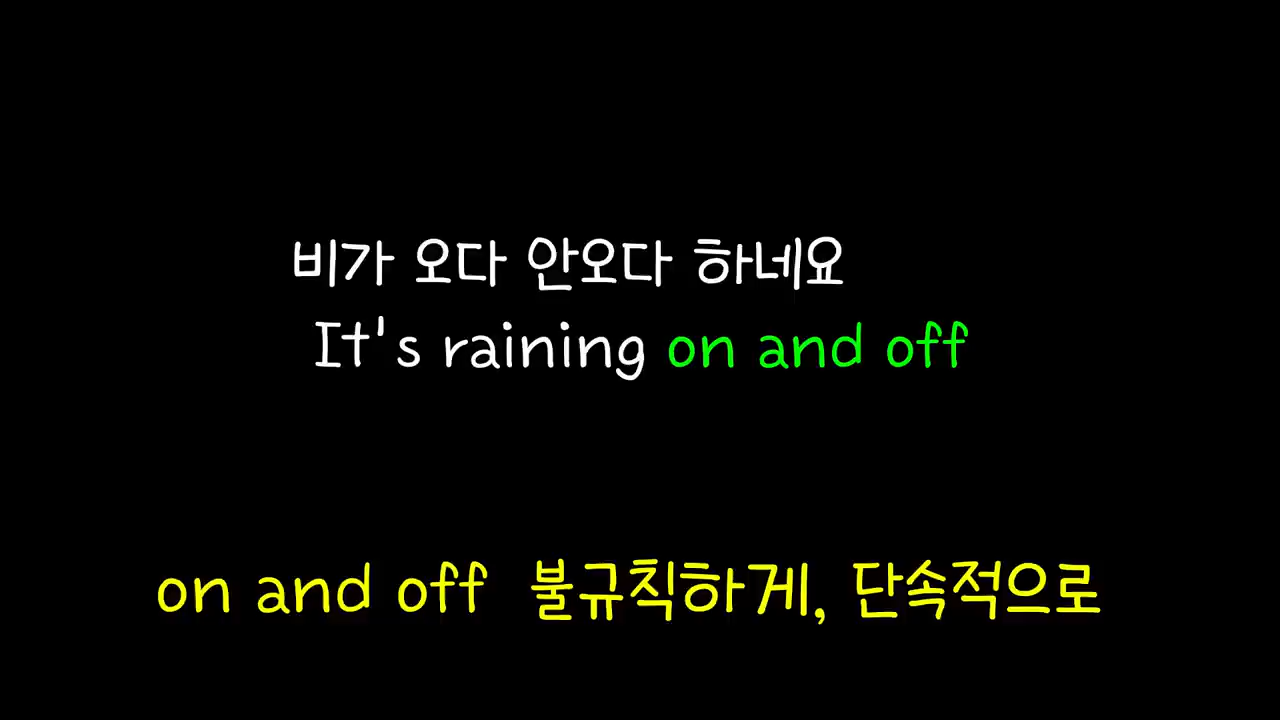 비가 오다 안오다 하네요
It's raining on and off
on and off 불규칙하게, 단속적으로